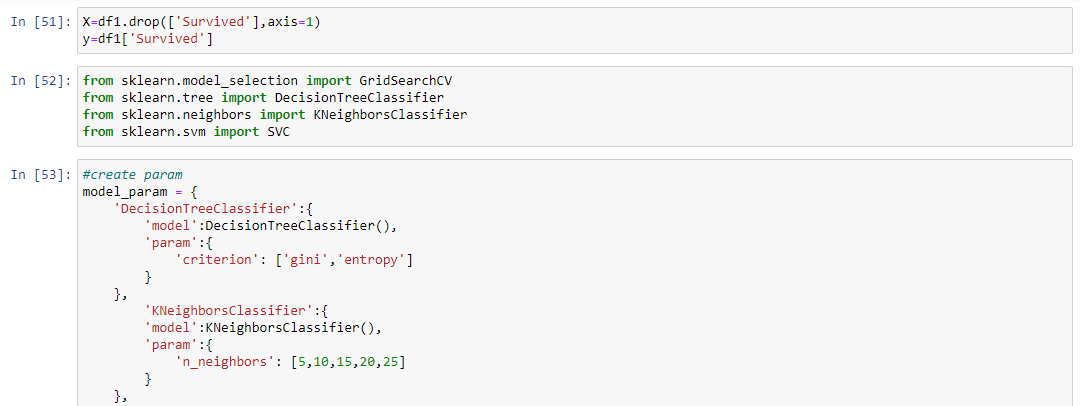 In [51]: X=df1.drop(['Survived'],axis=1)
y=df1['Survived']
In [52]: from sklearn.model_selection import GridSearchCV
from sklearn.tree import DecisionTreeClassifier
from sklearn.neighbors import KNeighborsClassifier
from sklearn.svm import SVC
In [53]: #create param
model_param = {
    'DecisionTreeClassifier':{
        'model':DecisionTreeClassifier(),
        'param':{
            'criterion': ['gini','entropy']
        }
    },
        'KNeighborsClassifier':{
        'model':KNeighborsClassifier(),
        'param':{
            'n_neighbors': [5,10,15,20,25]
        }
    },